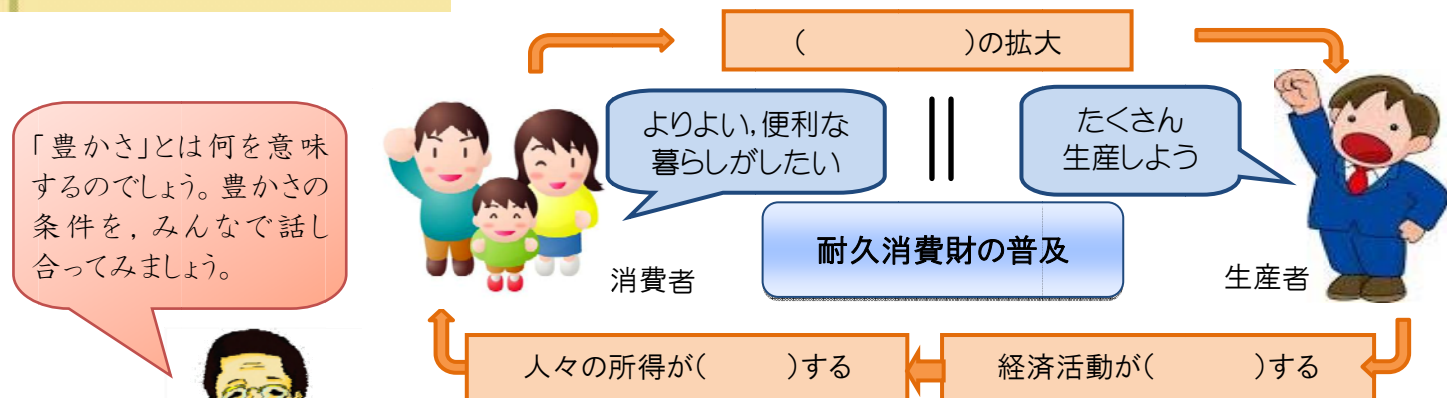 (　　　　　)の拡大
「豊かさ」とは何を意味
するのでしょう。豊かさの
条件を，みんなで話し
合ってみましょう。
よりよい，便利な
暮らしがしたい
たくさん
生産しよう
耐久消費財の普及
消費者
生産者
人々の所得が(　　　)する
経済活動が(　　　)する